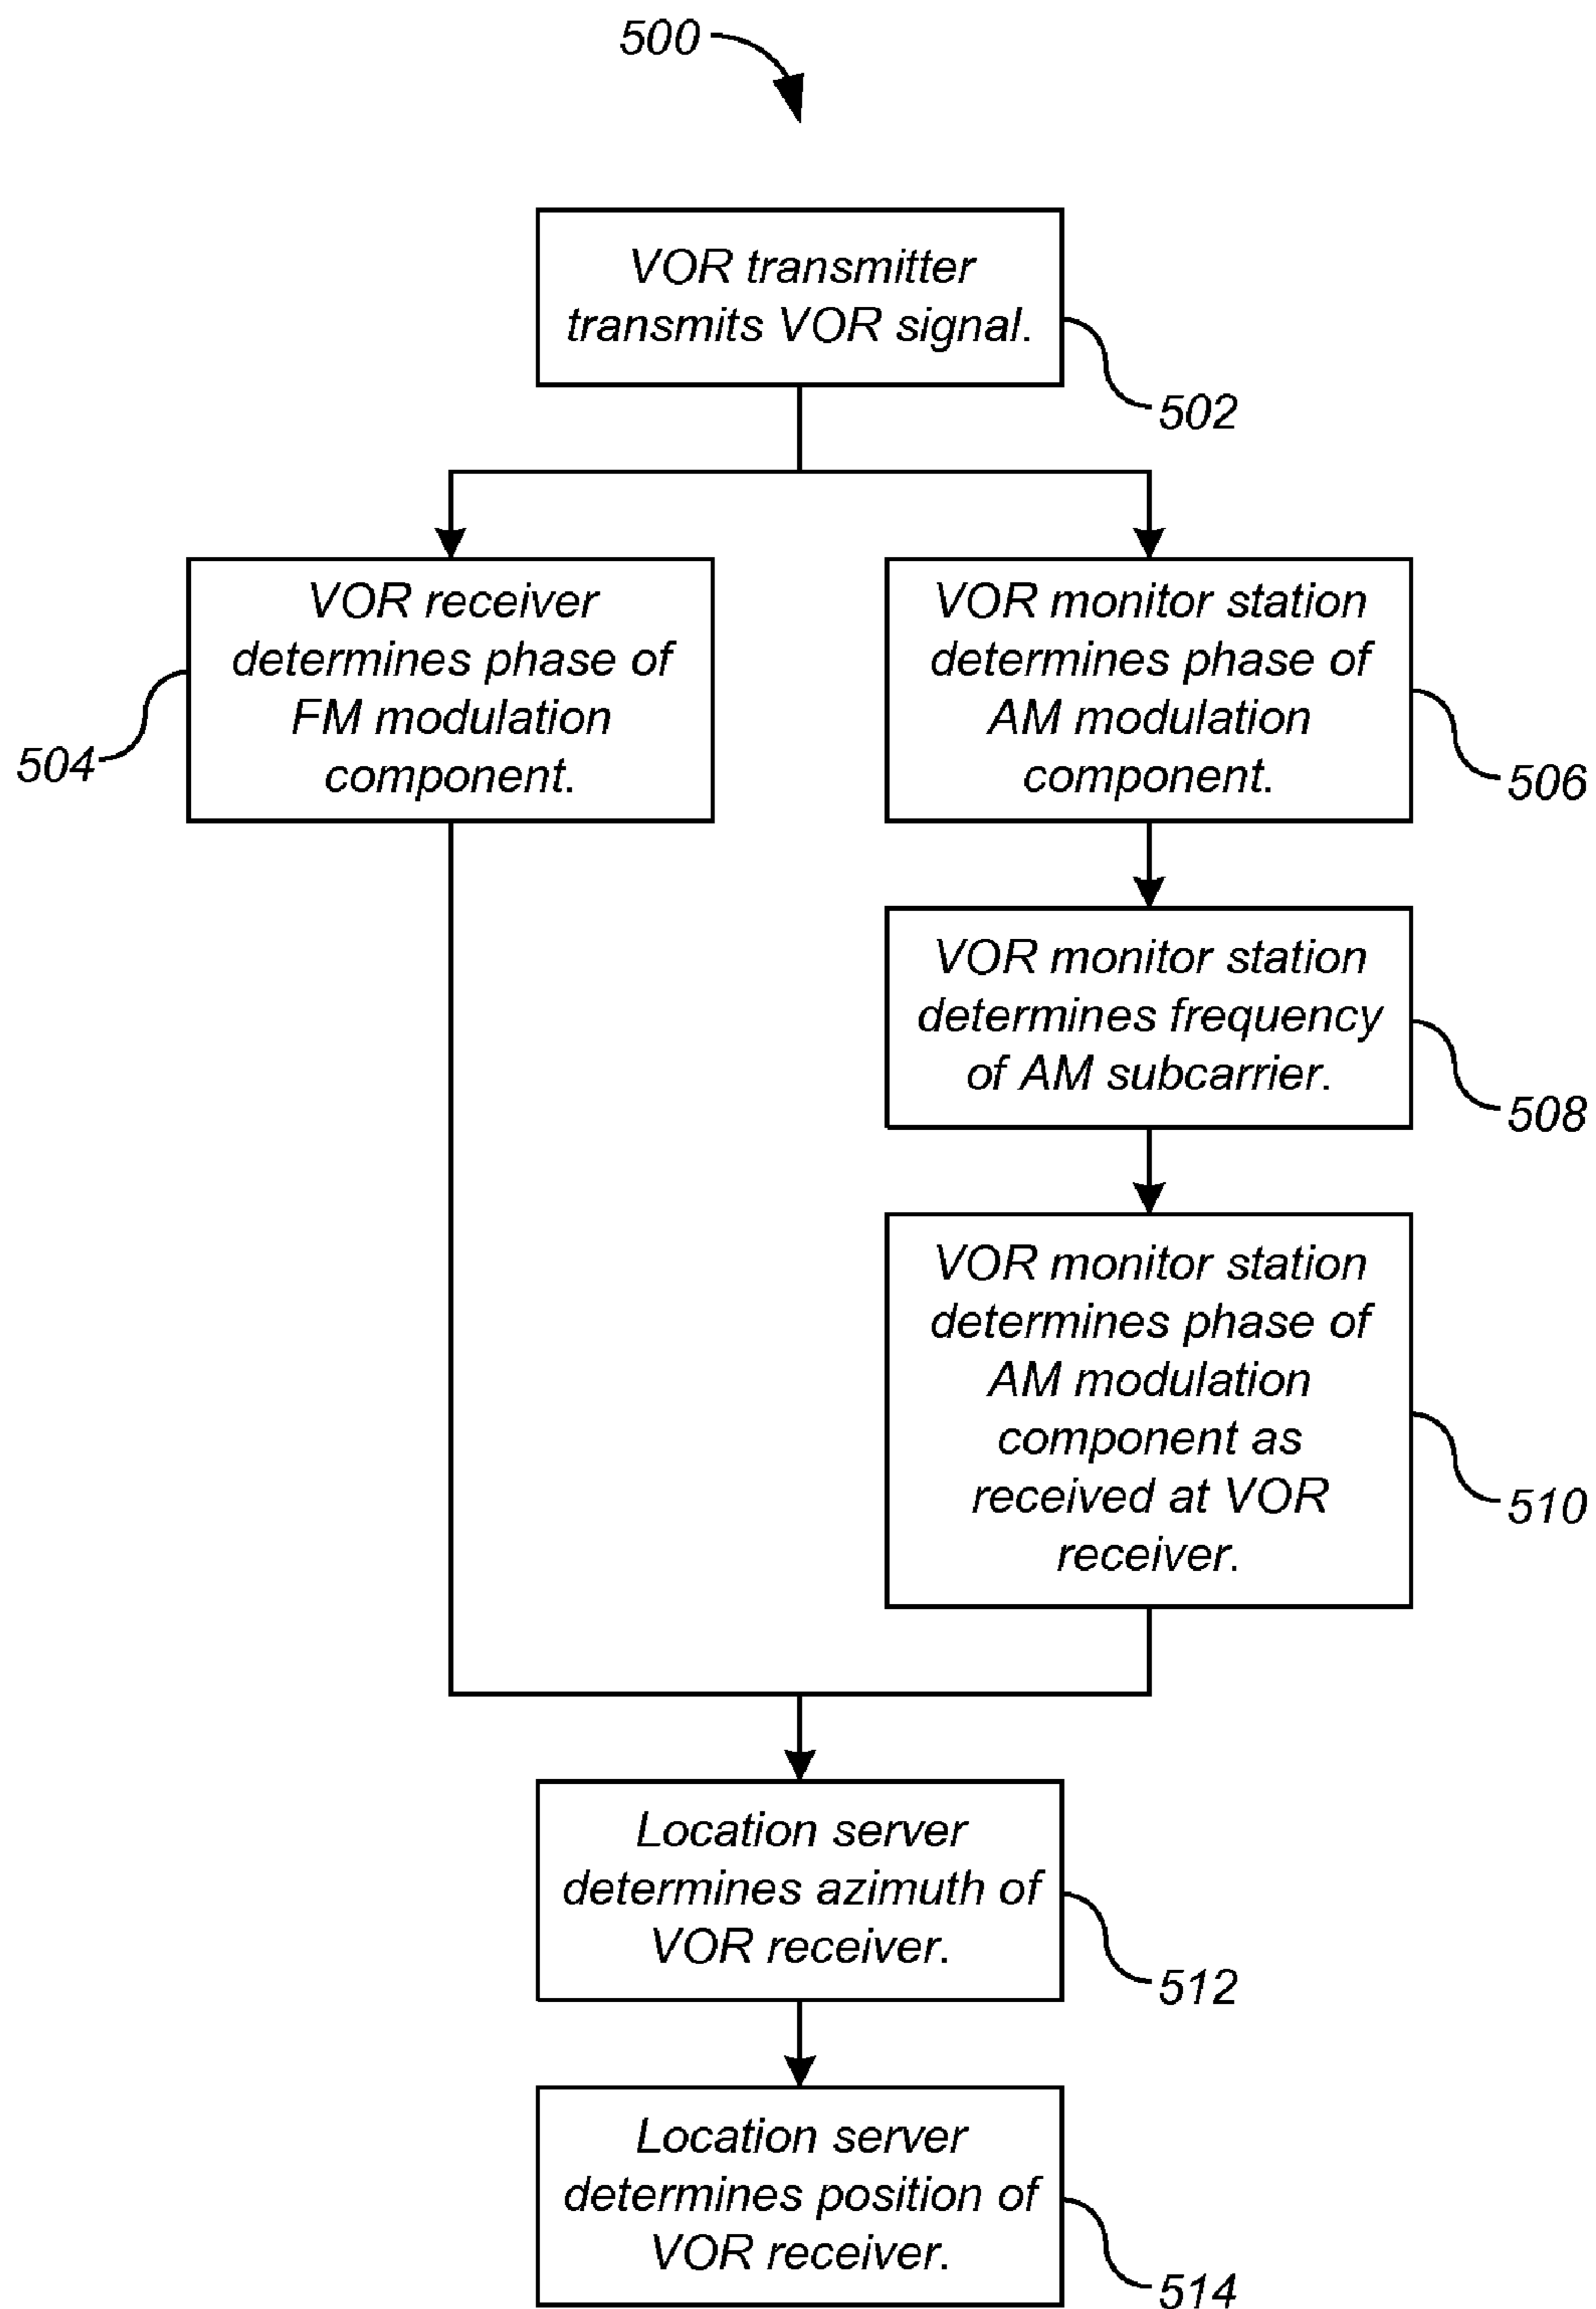 500
VOR transmitter
transmits VOR signal.
502
VOR receiver
determines phase of
FM modulation
component.
504
VOR monitor station
determines phase of
AM modulation
component.
506
VOR monitor station
determines frequency
of AM subcarrier.
508
VOR monitor station
determines phase of
AM modulation
component as
received at VOR
receiver.
510
Location server
determines azimuth of
VOR receiver.
512
Location server
determines position of
VOR receiver.
514